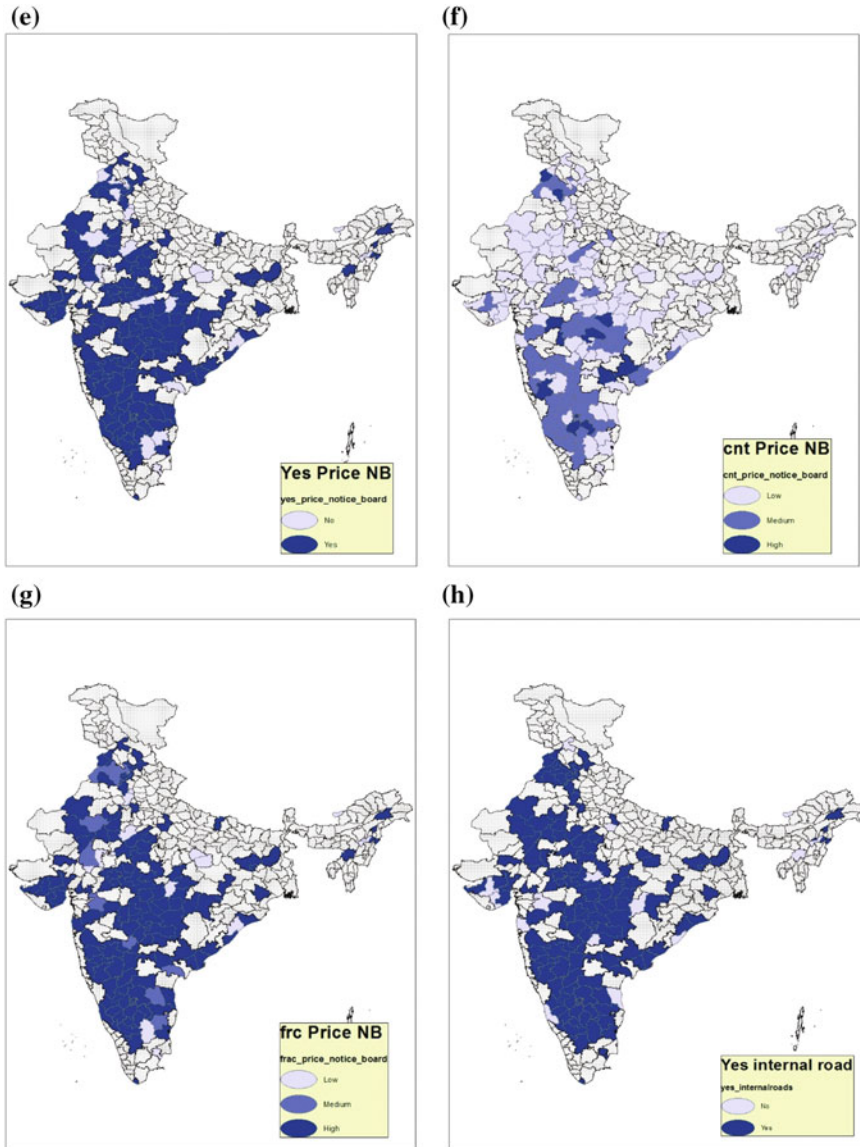 (e)
(f)
Yes Price NB
yes_price_notice_board
No
Yes
cnt Price NB
cnt_price_notice_board
Low
Medium
High
(g)
(h)
frc Price NB
frac_price_notice_board
Low
Medium
High
Yes internal road
yes_internalroads
No
Yes